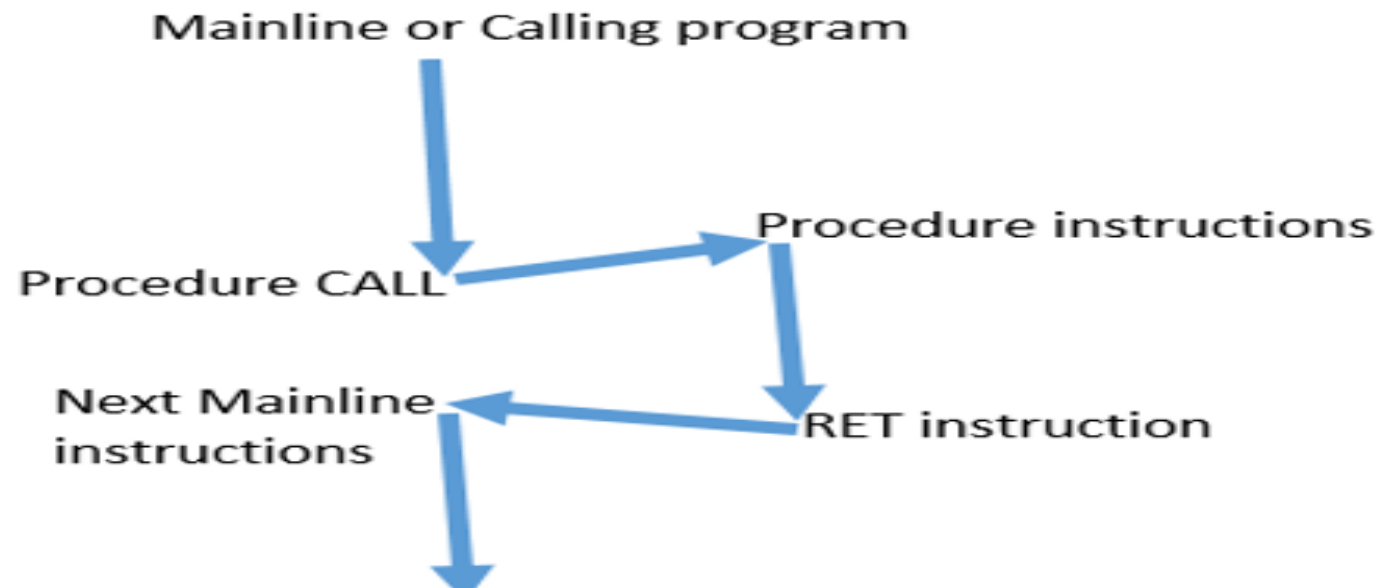 Mainline or Calling program
Procedure instructions
Procedure CALL
Next Mainline
instructions
RET instruction